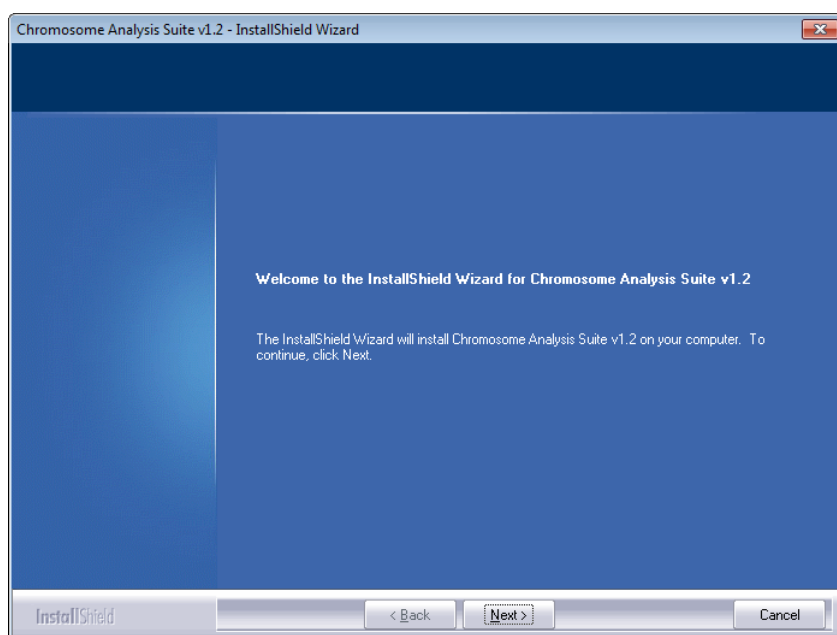 Chromosome Analysis Suite v1.2 - InstallShield Wizard
Welcome to the InstallShield Wizard for Chromosome Analysis Suite v1.2
The InstallShield Wizard will install Chromosome Analysis Suite v1.2 on your computer. To
continue, click Next.
InstallShield
< Back
Next >
Cancel